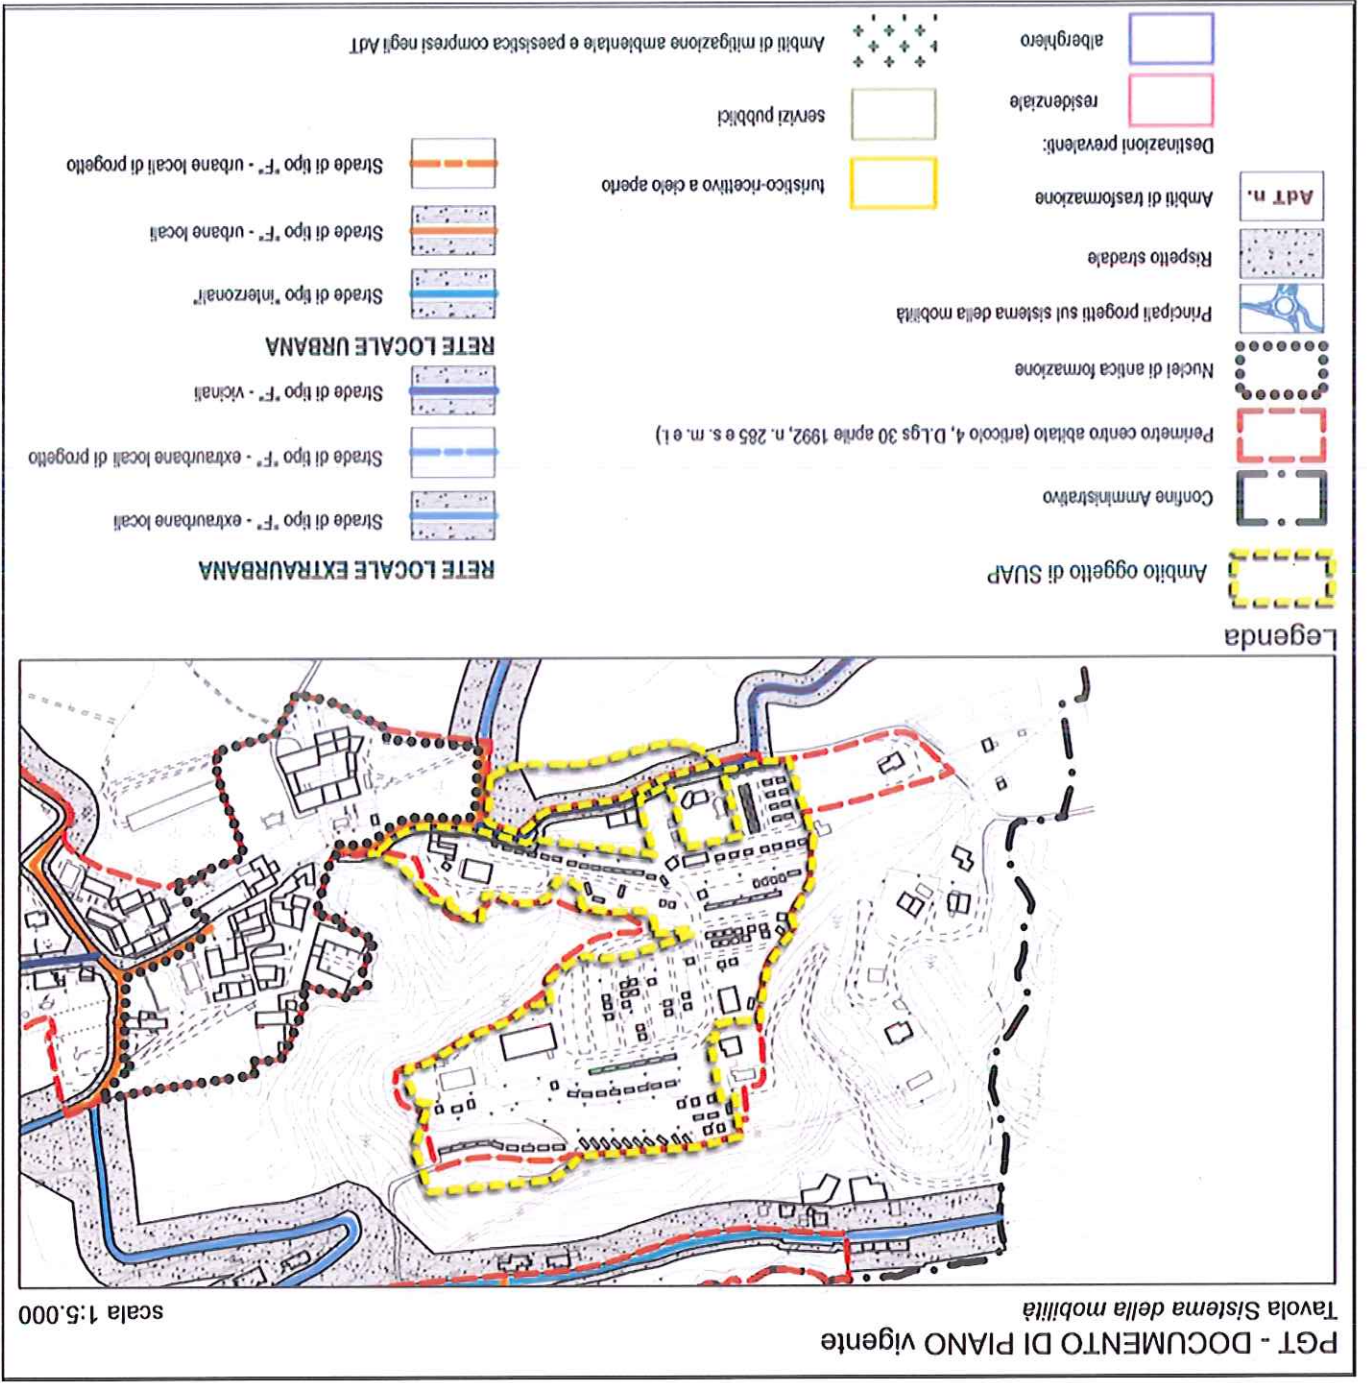 PGT - DOCUMENTO DI PIANO vigente
Tavola Sistema della mobilità
scala 1:5.000
Legenda
Ambito oggetto di SUAP
Confine Amministrativo
Perimetro centro abitato (articolo 4, D.Lgs 30 aprile 1992, n. 285 e s. m. e i.)
Nuclei di antica formazione
Principali progetti sul sistema della mobilità
Rispetto stradale
AdT n.
Ambiti di trasformazione
Destinazioni prevalenti:
residenziale
alberghiero
turistico-ricettivo a cielo aperto
servizi pubblici
Ambiti di mitigazione ambientale e paesistica compresi negli AdT
RETE LOCALE EXTRAURBANA
Strade di tipo "F" - extraurbane locali
Strade di tipo "F" - extraurbane locali di progetto
Strade di tipo "F" - vicinali
RETE LOCALE URBANA
Strade di tipo "interzonali"
Strade di tipo "F" - urbane locali
Strade di tipo "F" - urbane locali di progetto